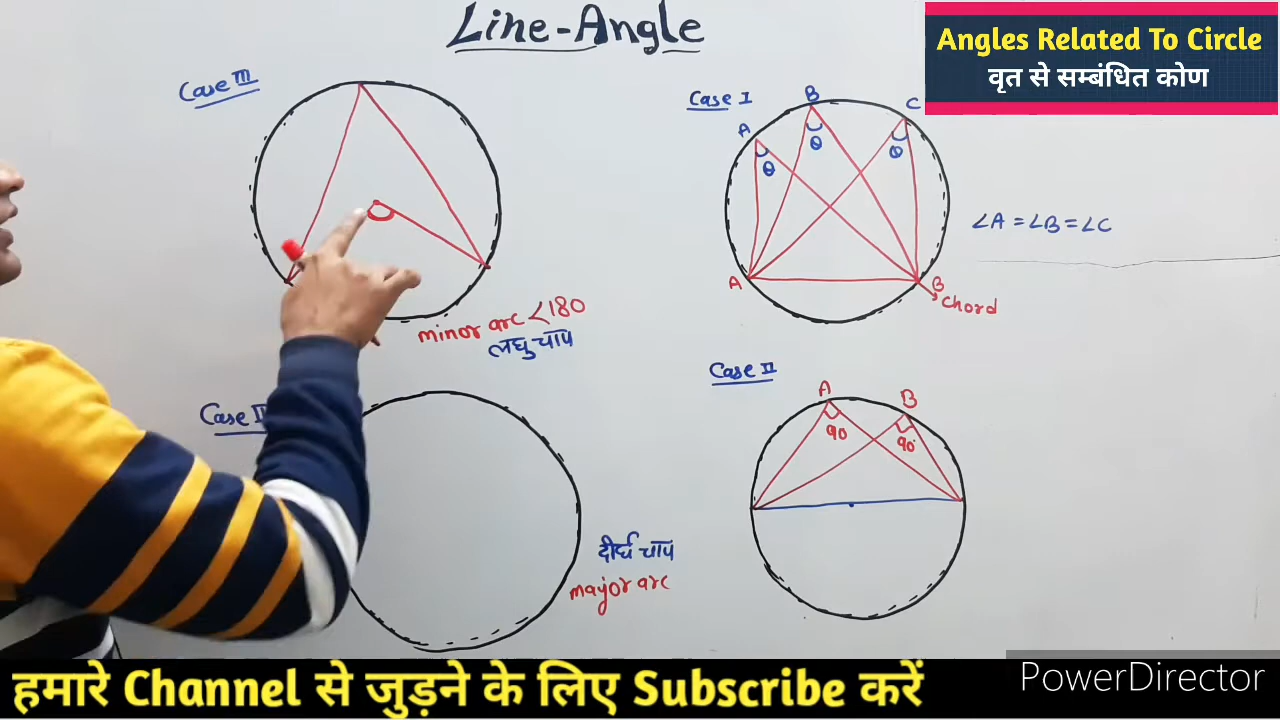 Line-Angle
Angles Related To Circle
वृत से सम्बंधित कोण
Case III
minor arc <180
लघु चाप
Case I
A
B
C
θ
θ
θ
A
B
chord
∠A = ∠B = ∠C
Case II
A
B
90
90°
दीर्घ चाप
major arc
हमारे Channel से जुड़ने के लिए Subscribe करें
PowerDirector